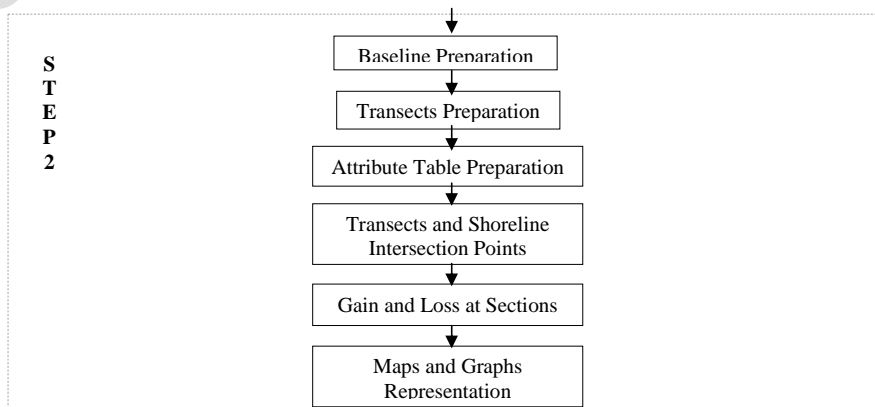 S
T
E
P
2
Baseline Preparation
Transects Preparation
Attribute Table Preparation
Transects and Shoreline
Intersection Points
Gain and Loss at Sections
Maps and Graphs
Representation